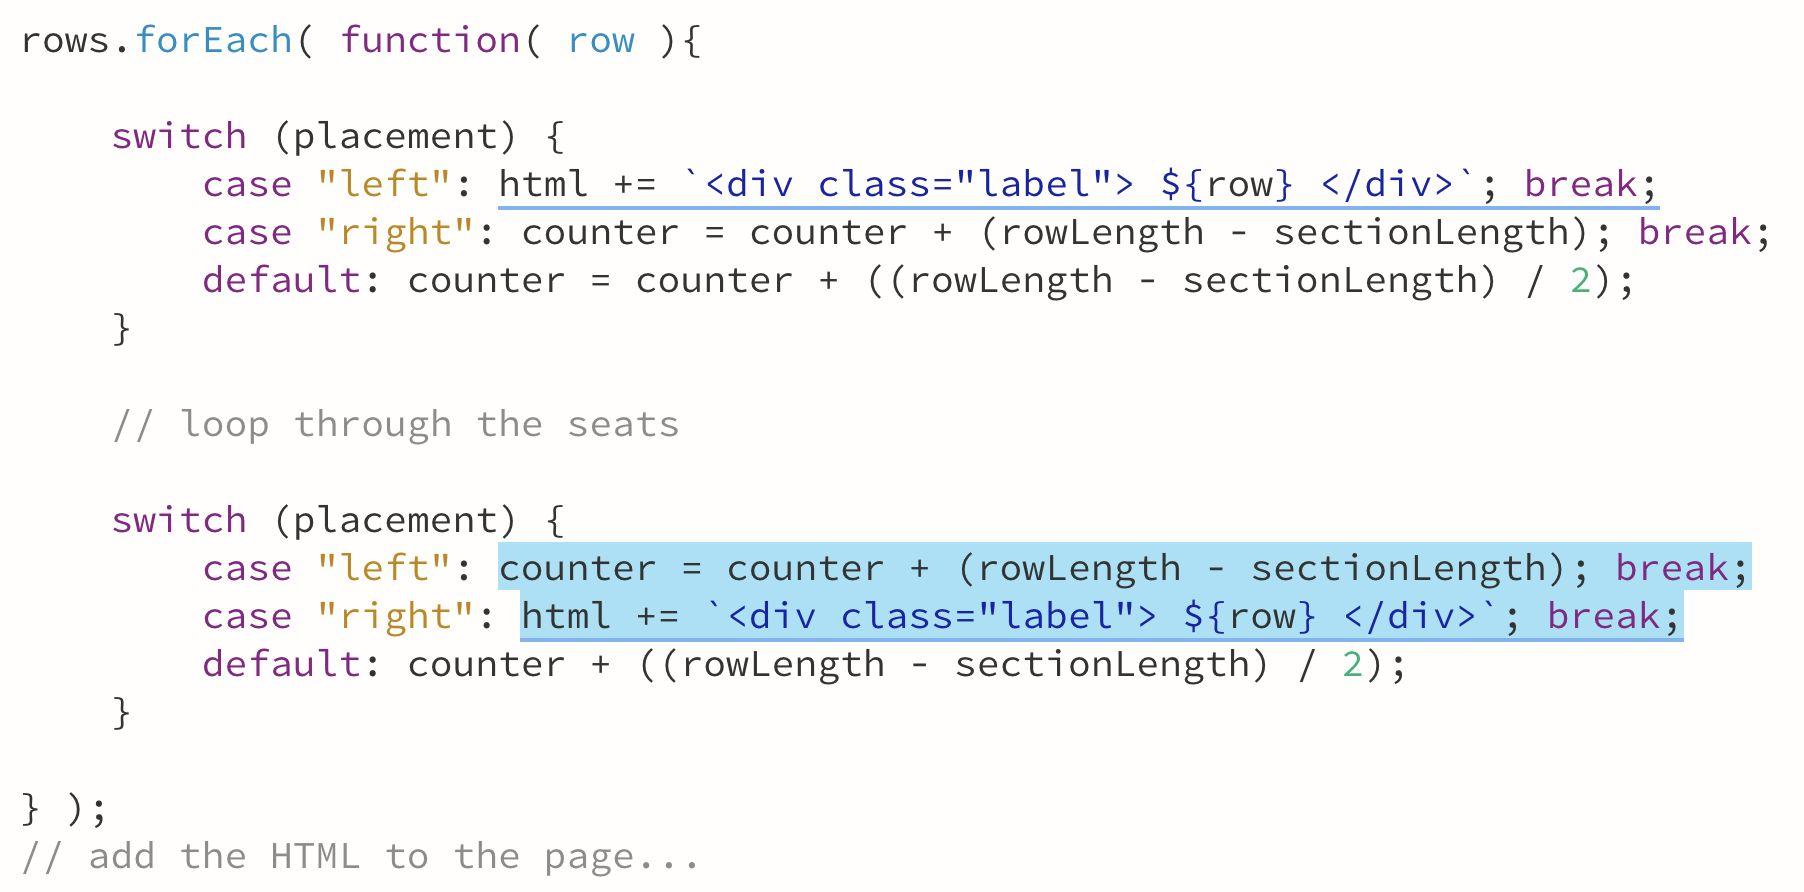 rows.forEach( function( row ){
switch (placement) {
case "left": html += `<div class="label"> ${row} </div>`; break;
case "right": counter = counter + (rowLength - sectionLength); break;
default: counter = counter + ((rowLength - sectionLength) / 2);
}
// loop through the seats
switch (placement) {
case "left": counter = counter + (rowLength - sectionLength); break;
case "right": html += `<div class="label"> ${row} </div>`; break;
default: counter + ((rowLength - sectionLength) / 2);
}
} );
// add the HTML to the page...